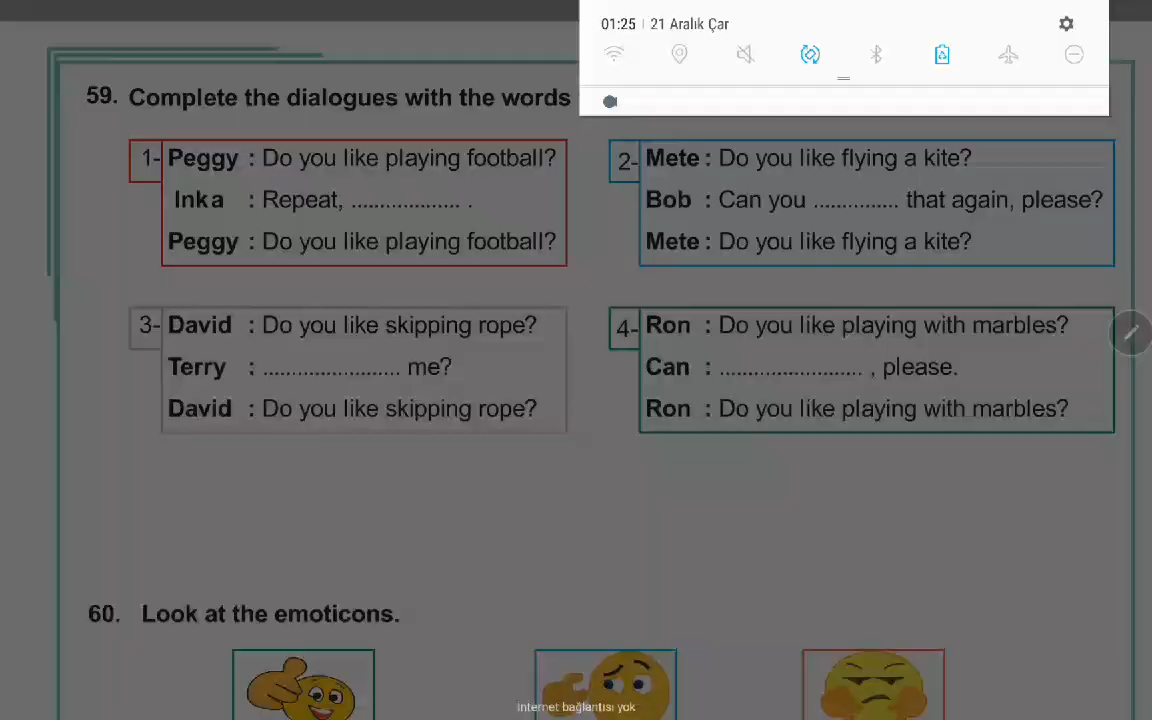 01:25 | 21 Aralık Çar
59. Complete the dialogues with the words
1- Peggy : Do you like playing football?
Inka : Repeat, ................... .
Peggy : Do you like playing football?
2- Mete : Do you like flying a kite?
Bob : Can you ............... that again, please?
Mete : Do you like flying a kite?
3- David : Do you like skipping rope?
Terry : ........................ me?
David : Do you like skipping rope?
4- Ron : Do you like playing with marbles?
Can : ......................... , please.
Ron : Do you like playing with marbles?
60. Look at the emoticons.
İnternet bağlantısı yok